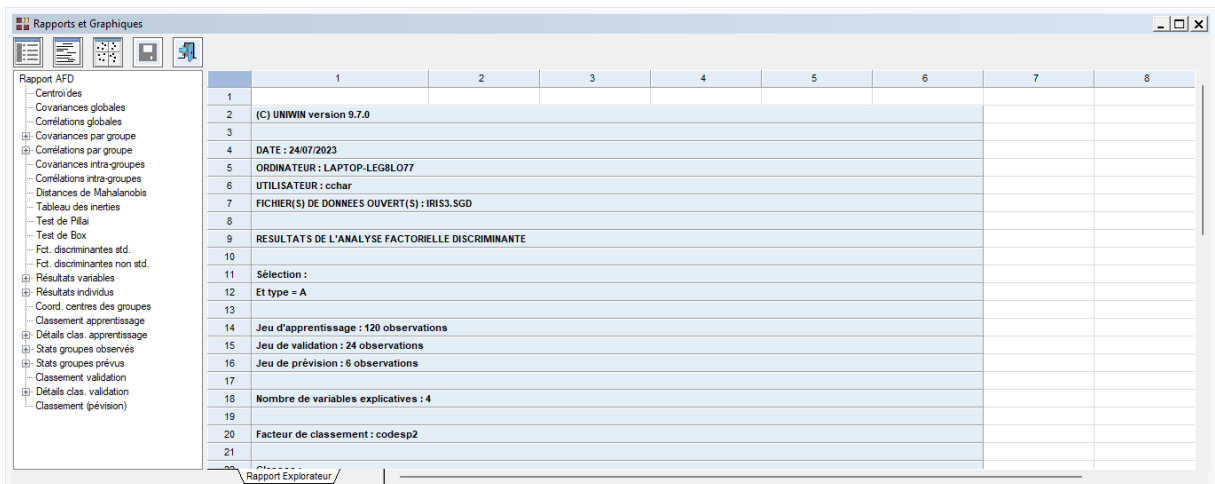 Rapports et Graphiques
Rapport AFD
Centroïdes
Covariances globales
Corrélations globales
Covariances par groupe
Corrélations par groupe
Covariances intra-groupes
Corrélations intra-groupes
Distances de Mahalanobis
Tableau des inerties
Test de Pillai
Test de Box
Fct. discriminantes std.
Fct. discriminantes non std.
Résultats variables
Résultats individus
Coord. centres des groupes
Classement apprentissage
Détails clas. apprentissage
Stats groupes observés
Stats groupes prévus
Classement validation
Détails clas. validation
Classement (pévision)
1 2 3 4 5 6 7 8
1
2 (C) UNIWIN version 9.7.0
3
4 DATE : 24/07/2023
5 ORDINATEUR : LAPTOP-LEG8LO77
6 UTILISATEUR : cchar
7 FICHIER(S) DE DONNEES OUVERT(S) : IRIS3.SGD
8
9 RESULTATS DE L'ANALYSE FACTORIELLE DISCRIMINANTE
10
11 Sélection :
12 Et type = A
13
14 Jeu d'apprentissage : 120 observations
15 Jeu de validation : 24 observations
16 Jeu de prévision : 6 observations
17
18 Nombre de variables explicatives : 4
19
20 Facteur de classement : codesp2
21
Rapport Explorateur